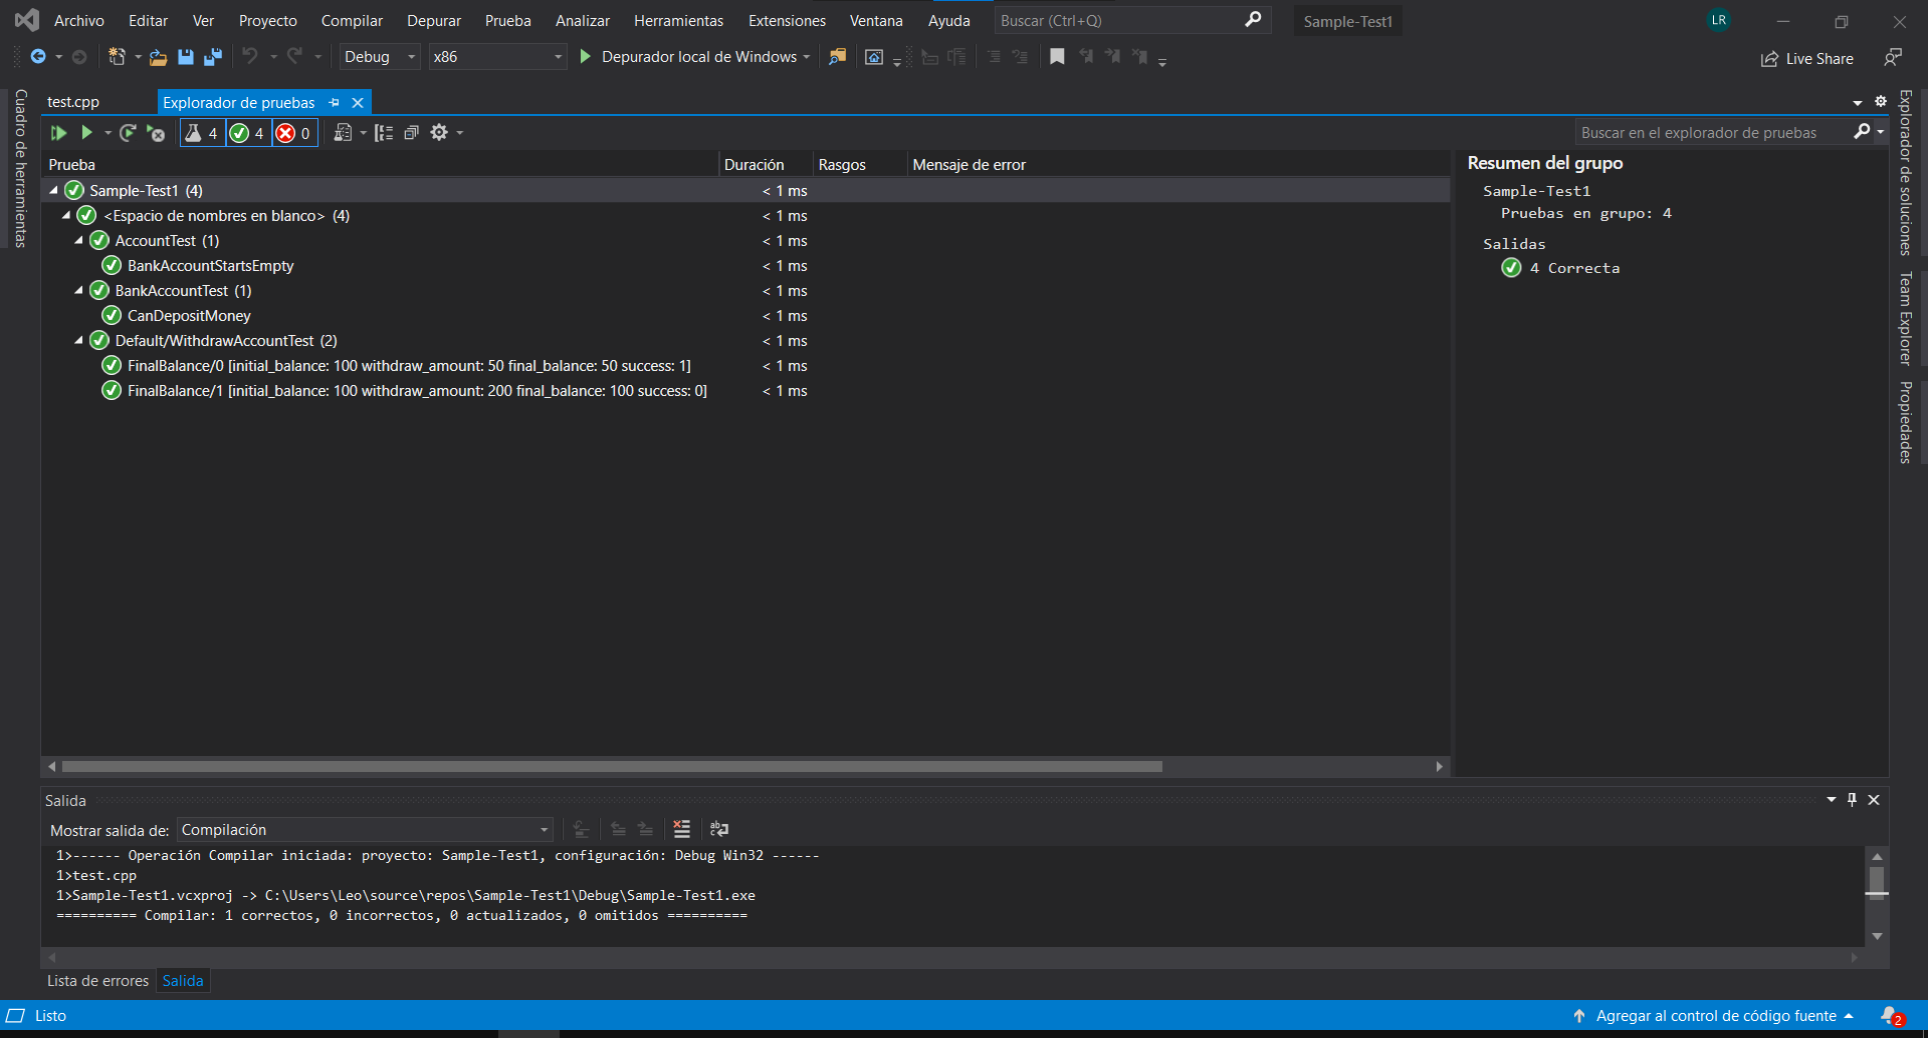 Archivo Editar Ver Proyecto Compilar Depurar Prueba Analizar Herramientas Extensiones Ventana Ayuda Buscar (Ctrl+Q) Sample-Test1 LR
Debug x86 Depurador local de Windows Live Share
Cuadro de herramientas
test.cpp Explorador de pruebas
4 4 0 Buscar en el explorador de pruebas
Prueba Duración Rasgos Mensaje de error
Sample-Test1 (4) < 1 ms
<Espacio de nombres en blanco> (4) < 1 ms
AccountTest (1) < 1 ms
BankAccountStartsEmpty < 1 ms
BankAccountTest (1) < 1 ms
CanDepositMoney < 1 ms
Default/WithdrawAccountTest (2) < 1 ms
FinalBalance/0 [initial_balance: 100 withdraw_amount: 50 final_balance: 50 success: 1] < 1 ms
FinalBalance/1 [initial_balance: 100 withdraw_amount: 200 final_balance: 100 success: 0] < 1 ms
Resumen del grupo
Sample-Test1
Pruebas en grupo: 4
Salidas
4 Correcta
Explorador de soluciones
Team Explorer
Propiedades
Salida
Mostrar salida de: Compilación
1>------ Operación Compilar iniciada: proyecto: Sample-Test1, configuración: Debug Win32 ------
1>test.cpp
1>Sample-Test1.vcxproj -> C:\Users\Leo\source\repos\Sample-Test1\Debug\Sample-Test1.exe
========== Compilar: 1 correctos, 0 incorrectos, 0 actualizados, 0 omitidos ==========
Lista de errores Salida
Listo Agregar al control de código fuente 2